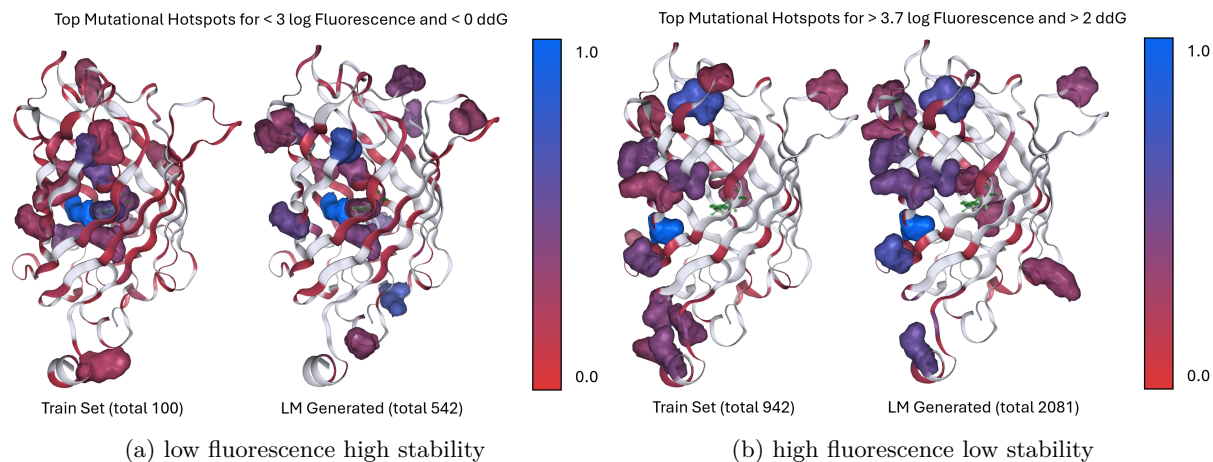 Top Mutational Hotspots for < 3 log Fluorescence and < 0 ddG
1.0
0.0
Train Set (total 100)
LM Generated (total 542)
(a) low fluorescence high stability
Top Mutational Hotspots for > 3.7 log Fluorescence and > 2 ddG
1.0
0.0
Train Set (total 942)
LM Generated (total 2081)
(b) high fluorescence low stability